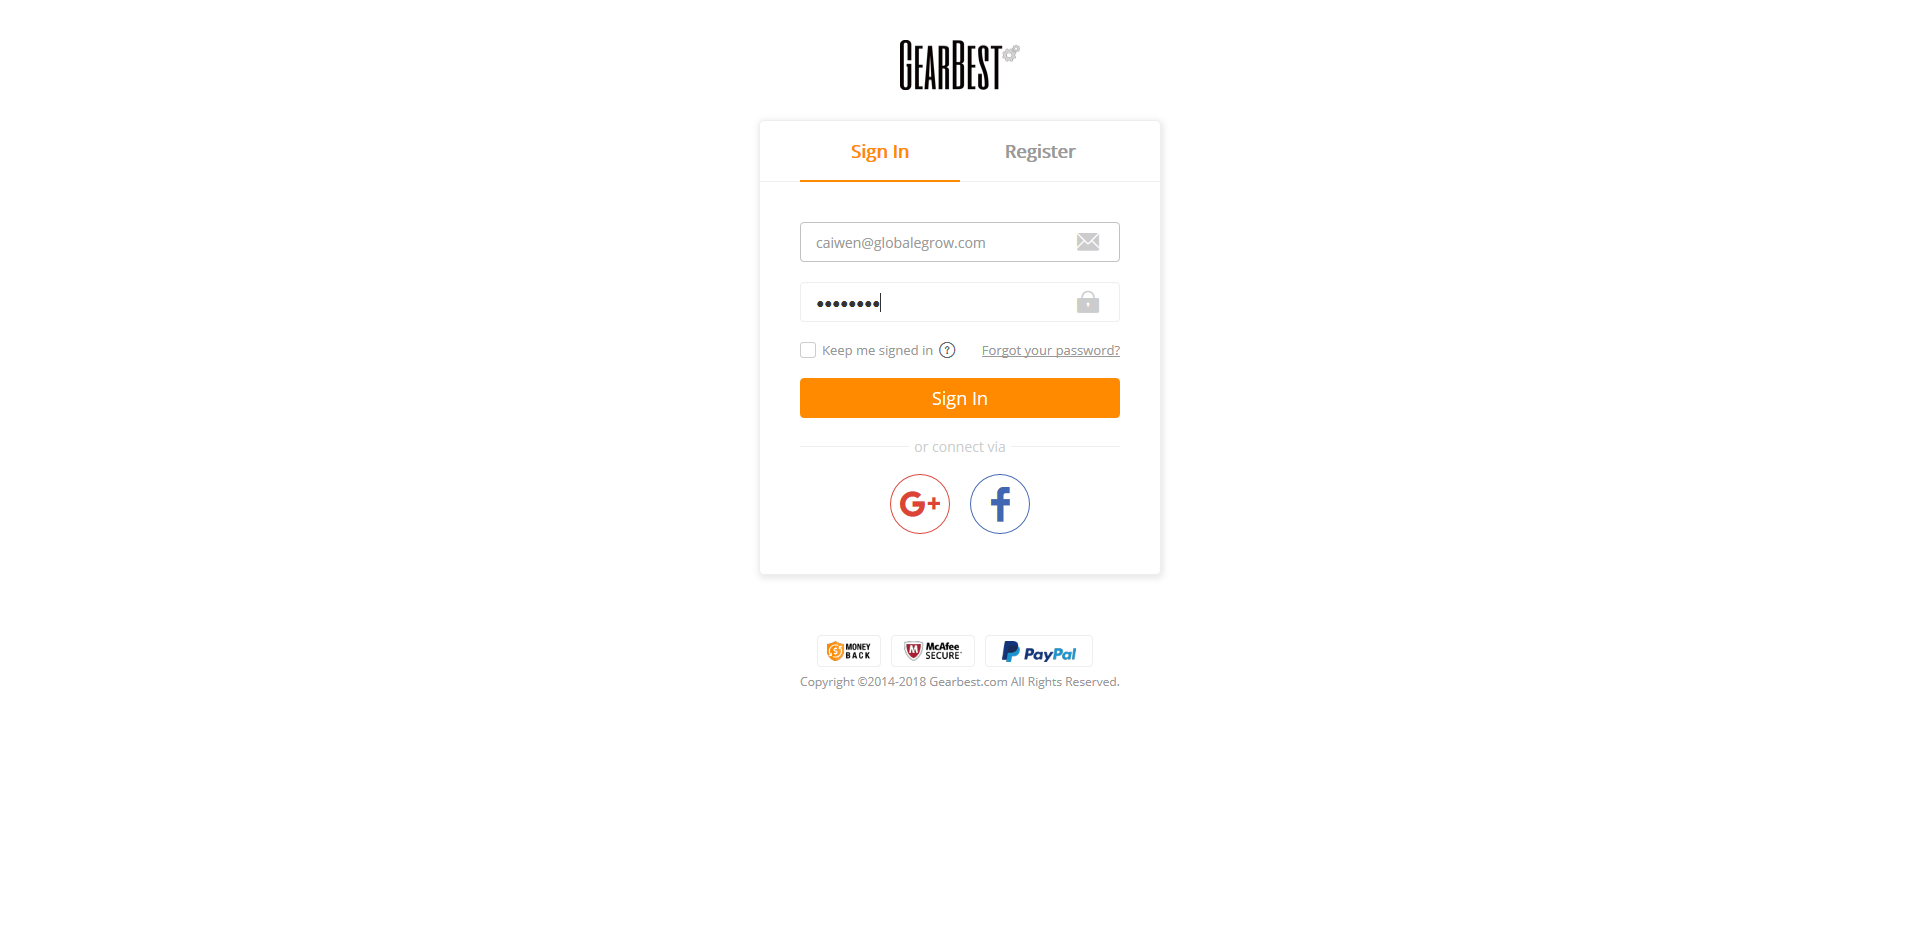 GEARBEST
Sign In Register
caiwen@globalegrow.com
••••••••
Keep me signed in ? Forgot your password?
Sign In
or connect via
G+ f
MONEY BACK McAfee SECURE PayPal
Copyright ©2014-2018 Gearbest.com All Rights Reserved.